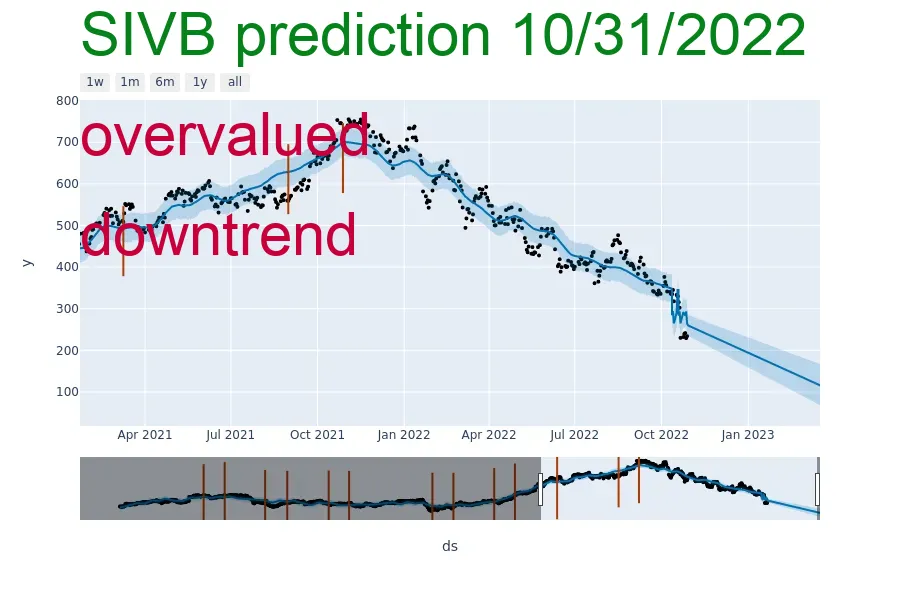 SIVB prediction 10/31/2022
1w 1m 6m 1y all
800
overvalued
700
600
500
downtrend
400
300
200
100
y
Apr 2021 Jul 2021 Oct 2021 Jan 2022 Apr 2022 Jul 2022 Oct 2022 Jan 2023
ds